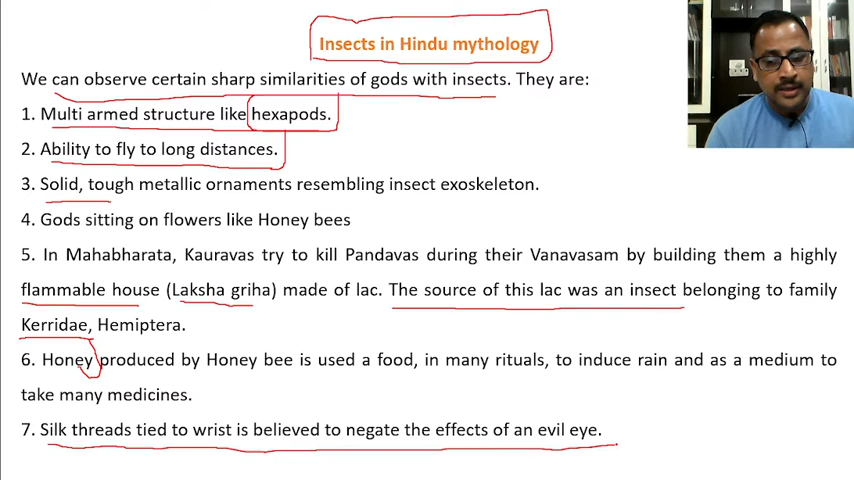 Insects in Hindu mythology
We can observe certain sharp similarities of gods with insects. They are:
1. Multi armed structure like hexapods.
2. Ability to fly to long distances.
3. Solid, tough metallic ornaments resembling insect exoskeleton.
4. Gods sitting on flowers like Honey bees
5. In Mahabharata, Kauravas try to kill Pandavas during their Vanavasam by building them a highly
flammable house (Laksha griha) made of lac. The source of this lac was an insect belonging to family
Kerridae, Hemiptera.
6. Honey produced by Honey bee is used a food, in many rituals, to induce rain and as a medium to
take many medicines.
7. Silk threads tied to wrist is believed to negate the effects of an evil eye.